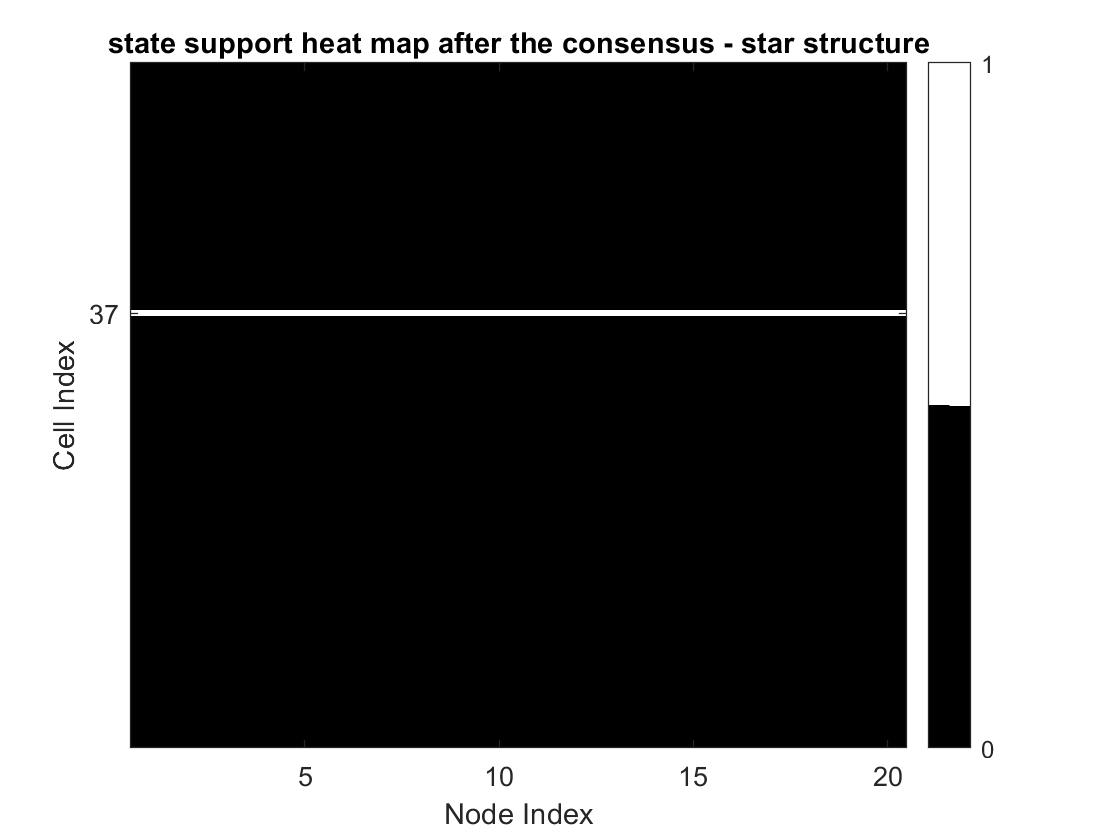 state support heat map after the consensus - star structure
1
37
Cell Index
0
5 10 15 20
Node Index